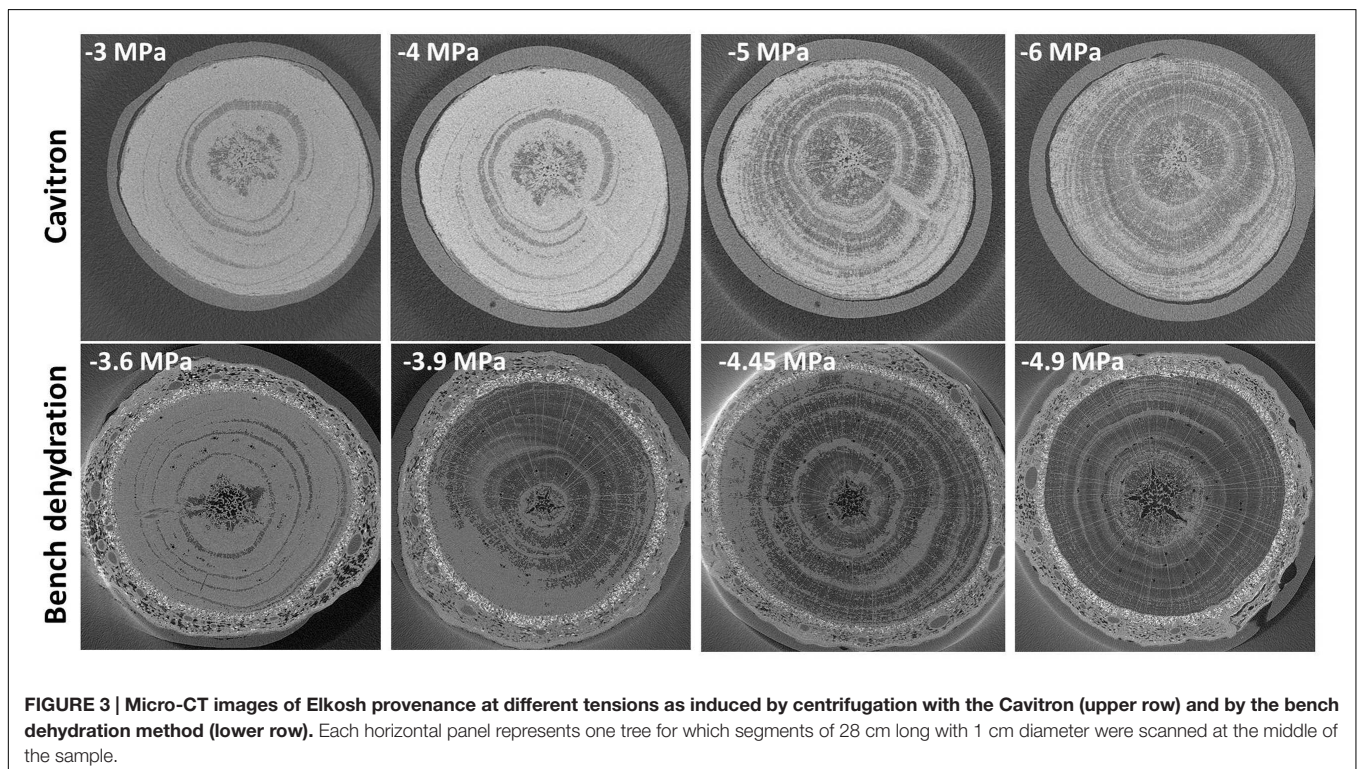 -3 MPa
-4 MPa
-5 MPa
-6 MPa
Cavitron
-3.6 MPa
-3.9 MPa
-4.45 MPa
-4.9 MPa
Bench dehydration
FIGURE 3 | Micro-CT images of Elkosh provenance at different tensions as induced by centrifugation with the Cavitron (upper row) and by the bench
dehydration method (lower row). Each horizontal panel represents one tree for which segments of 28 cm long with 1 cm diameter were scanned at the middle of
the sample.